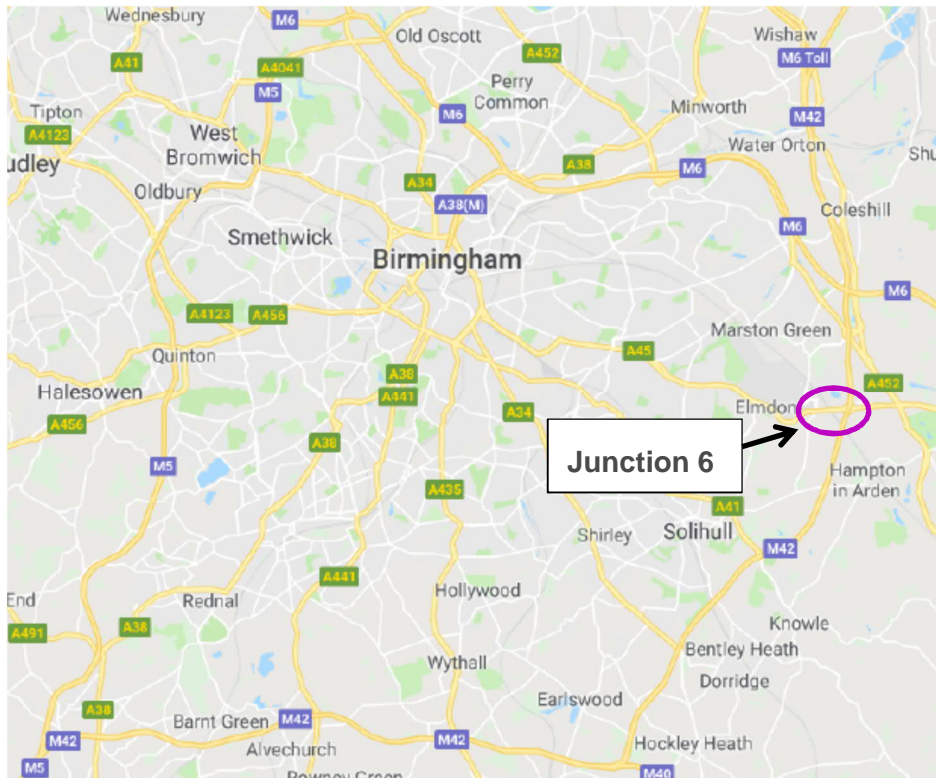 Wednesbury
M6
Old Oscott
A452
Wishaw
M6 Toll
A41
A4041
M5
Perry
Common
Minworth
M42
Tipton
M6
A4123
West
Bromwich
Water Orton
Shu
udley
A38
M6
Oldbury
A34
A38(M)
Coleshill
M6
Smethwick
Birmingham
M6
A4123
A456
Marston Green
Quinton
A45
Halesowen
A38
A441
A452
Elmdon
A456
A34
A38
Junction 6
M5
Hampton
in Arden
A435
A41
Shirley
Solihull
M42
A441
Hollywood
End
Rednal
Knowle
A491
A38
Bentley Heath
Wythall
Dorridge
Earlswood
A38
Barnt Green
M42
M42
M42
Alvechurch
Hockley Heath
M5
Rowney Green
M40